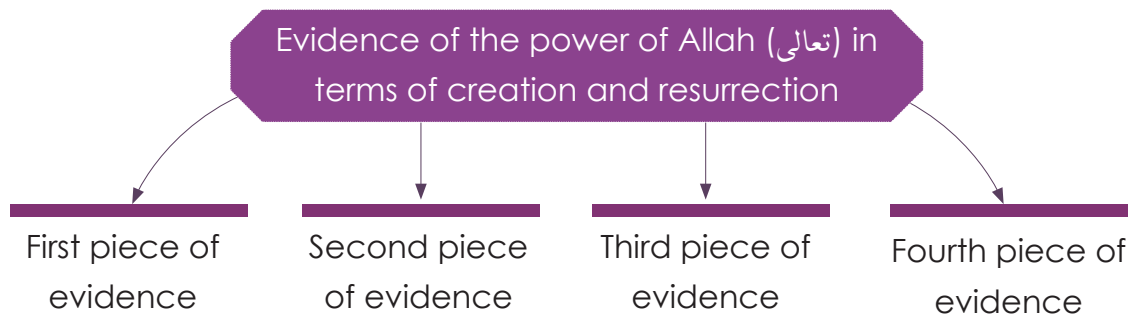 Evidence of the power of Allah (تعالى) in
terms of creation and resurrection
First piece of
evidence
Second piece
of evidence
Third piece of
evidence
Fourth piece of
evidence